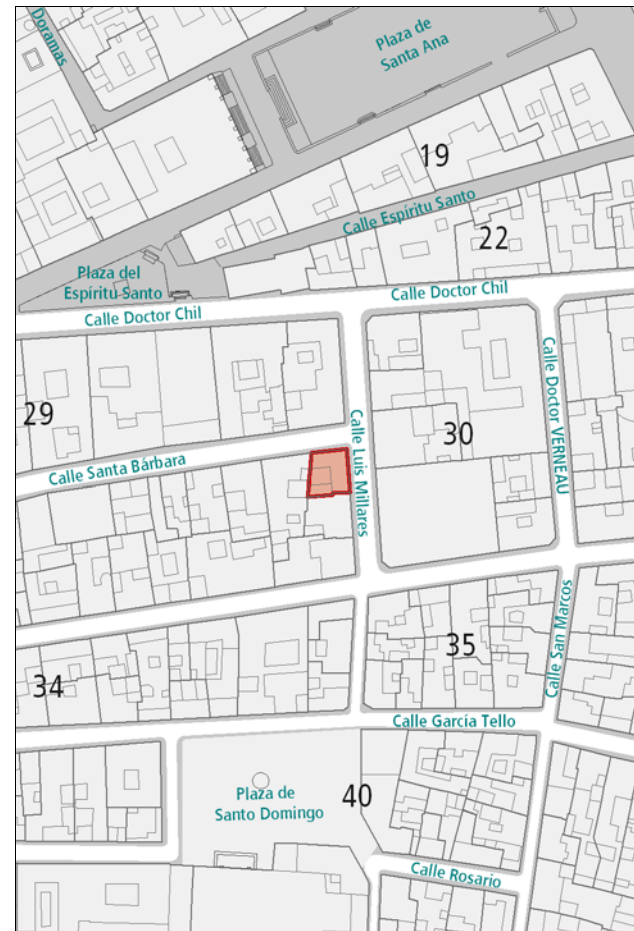 Doramas
Plaza de
Santa Ana
19
Calle Espíritu Santo
22
Plaza del
Espíritu Santo
Calle Doctor Chil
Calle Doctor Chil
29
Calle Santa Bárbara
Calle Luis Millares
30
Calle Doctor VERNEAU
35
Calle San Marcos
34
Calle García Tello
Plaza de
Santo Domingo
40
Calle Rosario